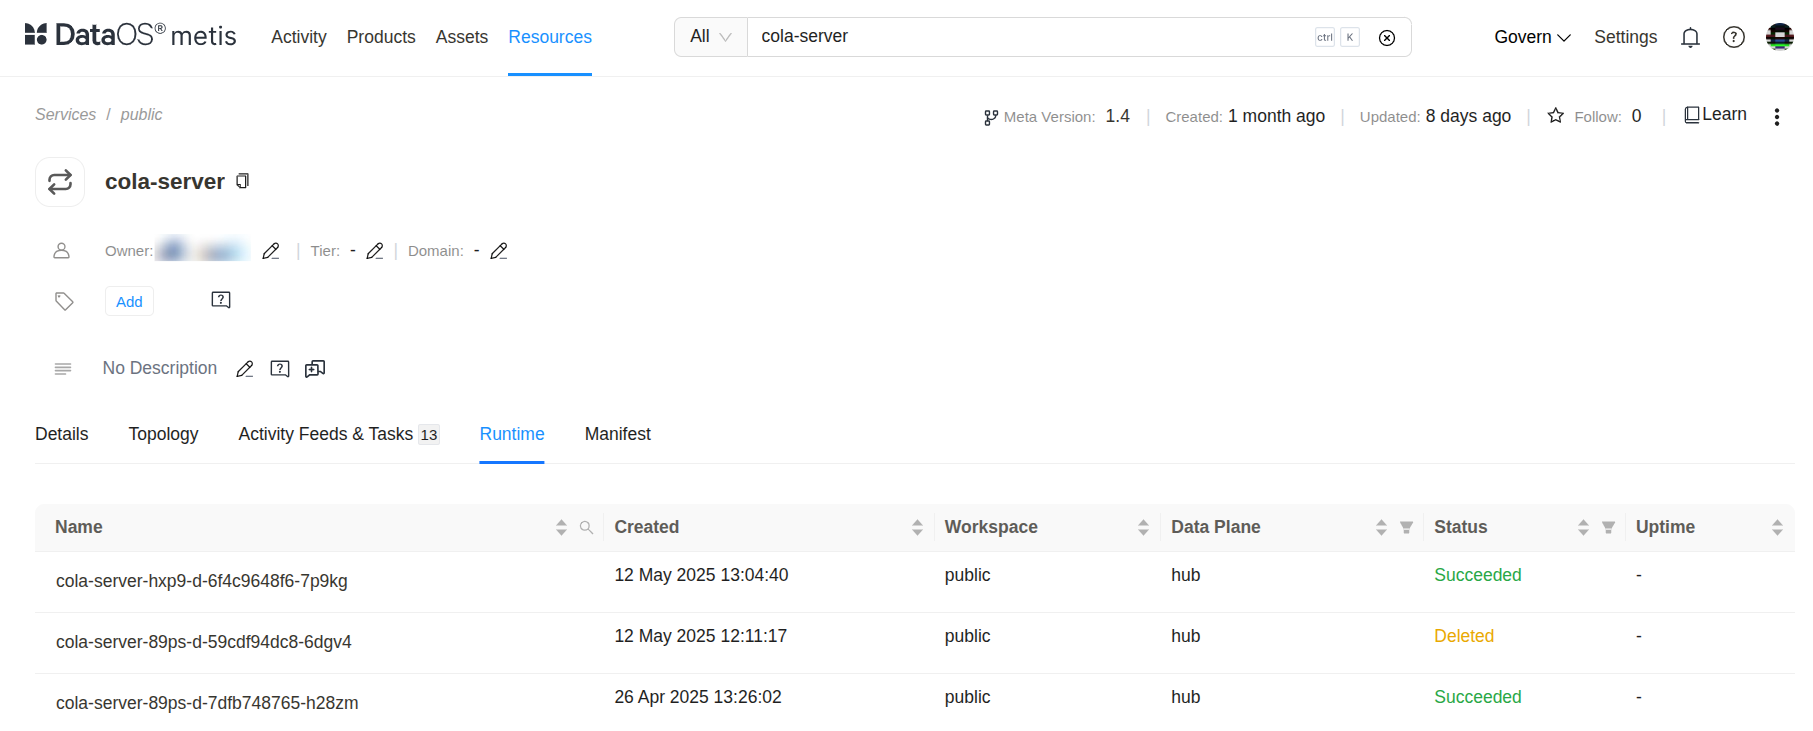 DataOS® metis Activity Products Assets Resources All cola-server ctrl K Govern Settings
Services / public Meta Version: 1.4 | Created: 1 month ago | Updated: 8 days ago | Follow: 0 | Learn
cola-server
Owner: | Tier: - | Domain: -
Add
No Description
Details Topology Activity Feeds & Tasks 13 Runtime Manifest
Name Created Workspace Data Plane Status Uptime
cola-server-hxp9-d-6f4c9648f6-7p9kg 12 May 2025 13:04:40 public hub Succeeded -
cola-server-89ps-d-59cdf94dc8-6dgv4 12 May 2025 12:11:17 public hub Deleted -
cola-server-89ps-d-7dfb748765-h28zm 26 Apr 2025 13:26:02 public hub Succeeded -